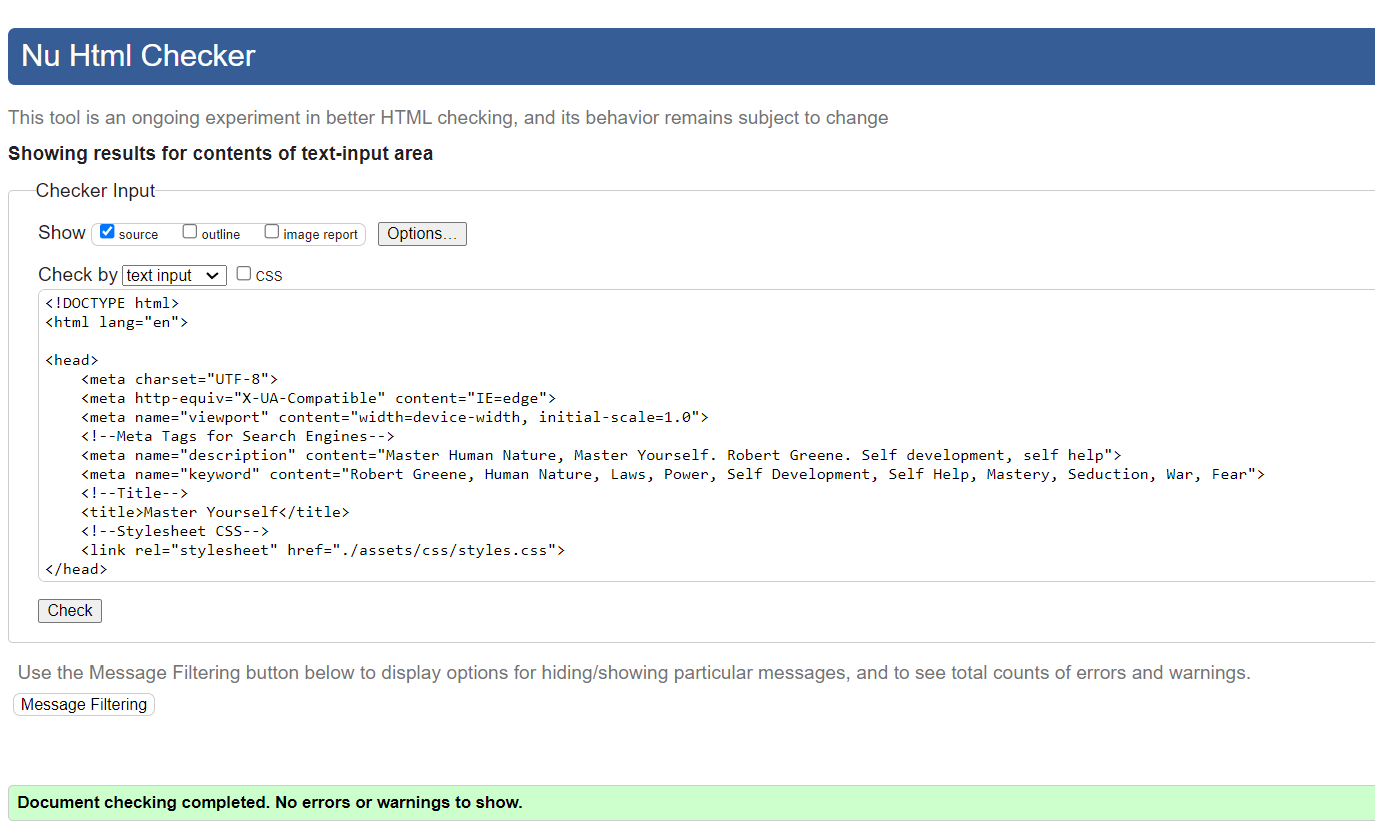 Nu Html Checker
This tool is an ongoing experiment in better HTML checking, and its behavior remains subject to change
Showing results for contents of text-input area
Checker Input
Show source outline image report Options...
Check by text input CSS
<!DOCTYPE html>
<html lang="en">
<head>
    <meta charset="UTF-8">
    <meta http-equiv="X-UA-Compatible" content="IE=edge">
    <meta name="viewport" content="width=device-width, initial-scale=1.0">
    <!--Meta Tags for Search Engines-->
    <meta name="description" content="Master Human Nature, Master Yourself. Robert Greene. Self development, self help">
    <meta name="keyword" content="Robert Greene, Human Nature, Laws, Power, Self Development, Self Help, Mastery, Seduction, War, Fear">
    <!--Title-->
    <title>Master Yourself</title>
    <!--Stylesheet CSS-->
    <link rel="stylesheet" href="./assets/css/styles.css">
</head>
Check
Use the Message Filtering button below to display options for hiding/showing particular messages, and to see total counts of errors and warnings.
Message Filtering
Document checking completed. No errors or warnings to show.